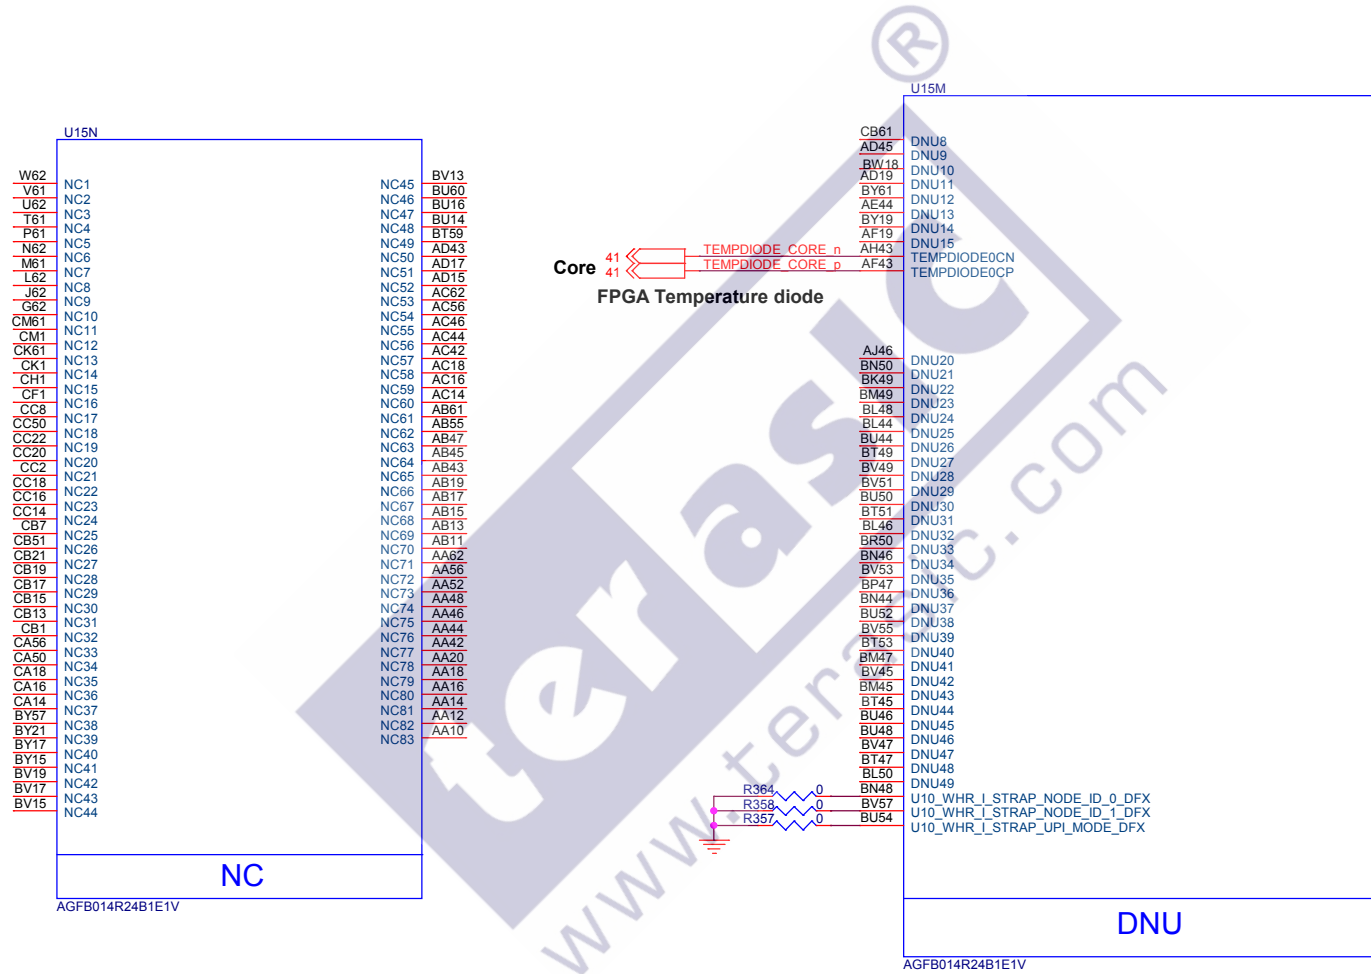 U15N
W62 NC1 NC45 BV13
V61 NC2 NC46 BU60
U62 NC3 NC47 BU16
T61 NC4 NC48 BU14
P61 NC5 NC49 BT59
N62 NC6 NC50 AD43
M61 NC7 NC51 AD17
L62 NC8 NC52 AD15
J62 NC9 NC53 AC62
G62 NC10 NC54 AC56
CM61 NC11 NC55 AC46
CM1 NC12 NC56 AC44
CK61 NC13 NC57 AC42
CK1 NC14 NC58 AC18
CH1 NC15 NC59 AC16
CF1 NC16 NC60 AC14
CC8 NC17 NC61 AB61
CC50 NC18 NC62 AB55
CC22 NC19 NC63 AB47
CC20 NC20 NC64 AB45
CC2 NC21 NC65 AB43
CC18 NC22 NC66 AB19
CC16 NC23 NC67 AB17
CC14 NC24 NC68 AB15
CB7 NC25 NC69 AB13
CB51 NC26 NC70 AB11
CB21 NC27 NC71 AA62
CB19 NC28 NC72 AA56
CB17 NC29 NC73 AA52
CB15 NC30 NC74 AA48
CB13 NC31 NC75 AA46
CB1 NC32 NC76 AA44
CA56 NC33 NC77 AA42
CA50 NC34 NC78 AA20
CA18 NC35 NC79 AA18
CA16 NC36 NC80 AA16
CA14 NC37 NC81 AA14
BY57 NC38 NC82 AA12
BY21 NC39 NC83 AA10
BY17 NC40
BY15 NC41
BV19 NC42
BV17 NC43
BV15 NC44
NC
AGFB014R24B1E1V
U15M
CB61 DNU8
AD45 DNU9
BW18 DNU10
AD19 DNU11
BY61 DNU12
AE44 DNU13
BY19 DNU14
AF19 DNU15
Core
41 TEMPDIODE_CORE_n AH43 TEMPDIODE0CN
41 TEMPDIODE_CORE_p AF43 TEMPDIODE0CP
FPGA Temperature diode
AJ46 DNU20
BN50 DNU21
BK49 DNU22
BM49 DNU23
BL48 DNU24
BL44 DNU25
BU44 DNU26
BT49 DNU27
BV49 DNU28
BV51 DNU29
BU50 DNU30
BT51 DNU31
BL46 DNU32
BR50 DNU33
BN46 DNU34
BV53 DNU35
BP47 DNU36
BN44 DNU37
BU52 DNU38
BV55 DNU39
BT53 DNU40
BM47 DNU41
BV45 DNU42
BM45 DNU43
BT45 DNU44
BU46 DNU45
BU48 DNU46
BV47 DNU47
BT47 DNU48
BL50 DNU49
R364 0 BN48 U10_WHR_I_STRAP_NODE_ID_0_DFX
R358 0 BV57 U10_WHR_I_STRAP_NODE_ID_1_DFX
R357 0 BU54 U10_WHR_I_STRAP_UPI_MODE_DFX
DNU
AGFB014R24B1E1V
terasic ®
www.terasic.com